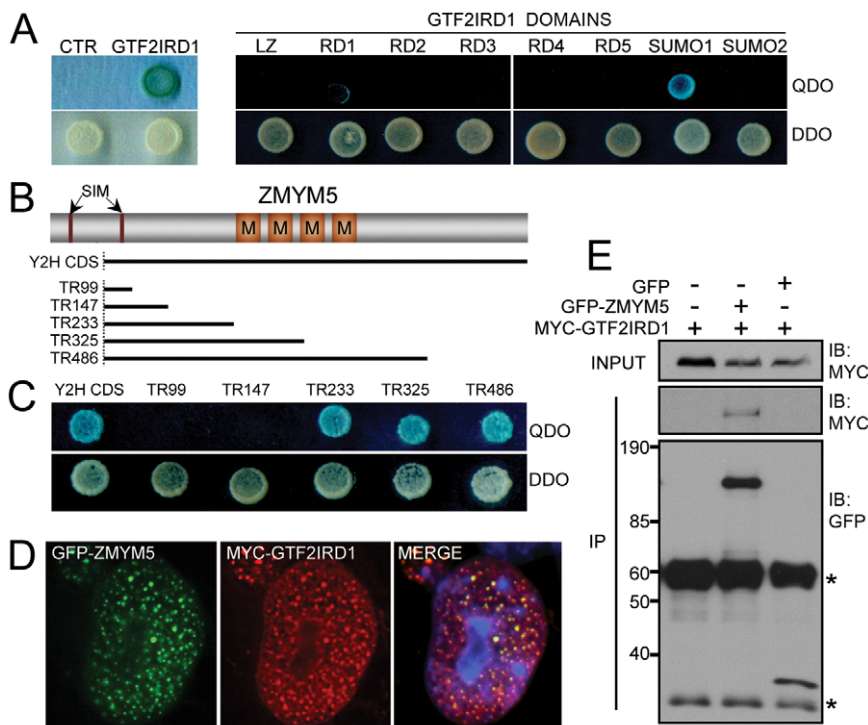 A
GTF2IRD1 DOMAINS
CTR GTF2IRD1 LZ RD1 RD2 RD3 RD4 RD5 SUMO1 SUMO2
QDO
DDO
B
SIM
ZMYM5
M M M M
Y2H CDS
TR99
TR147
TR233
TR325
TR486
C
Y2H CDS TR99 TR147 TR233 TR325 TR486
QDO
DDO
D
GFP-ZMYM5 MYC-GTF2IRD1 MERGE
E
GFP - - +
GFP-ZMYM5 - + -
MYC-GTF2IRD1 + + +
INPUT IB: MYC
IB: MYC
IP
190
85
60 *
50
40
*
IB: GFP